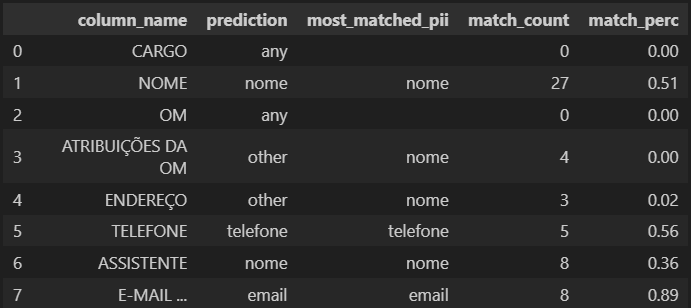 column_name prediction most_matched_pii match_count match_perc
0 CARGO any 0 0.00
1 NOME nome nome 27 0.51
2 OM any 0 0.00
3 ATRIBUIÇÕES DA OM other nome 4 0.00
4 ENDEREÇO other nome 3 0.02
5 TELEFONE telefone telefone 5 0.56
6 ASSISTENTE nome nome 8 0.36
7 E-MAIL ... email email 8 0.89